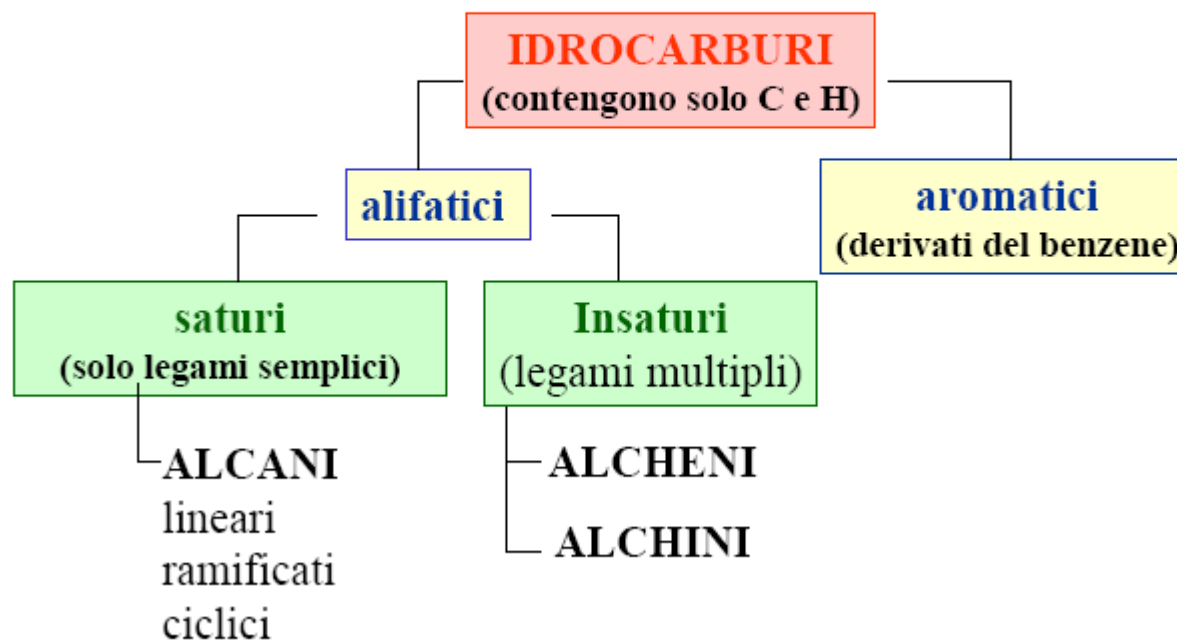 IDROCARBURI
(contengono solo C e H)
alifatici
aromatici
(derivati del benzene)
saturi
(solo legami semplici)
Insaturi
(legami multipli)
ALCANI
lineari
ramificati
ciclici
ALCHENI
ALCHINI